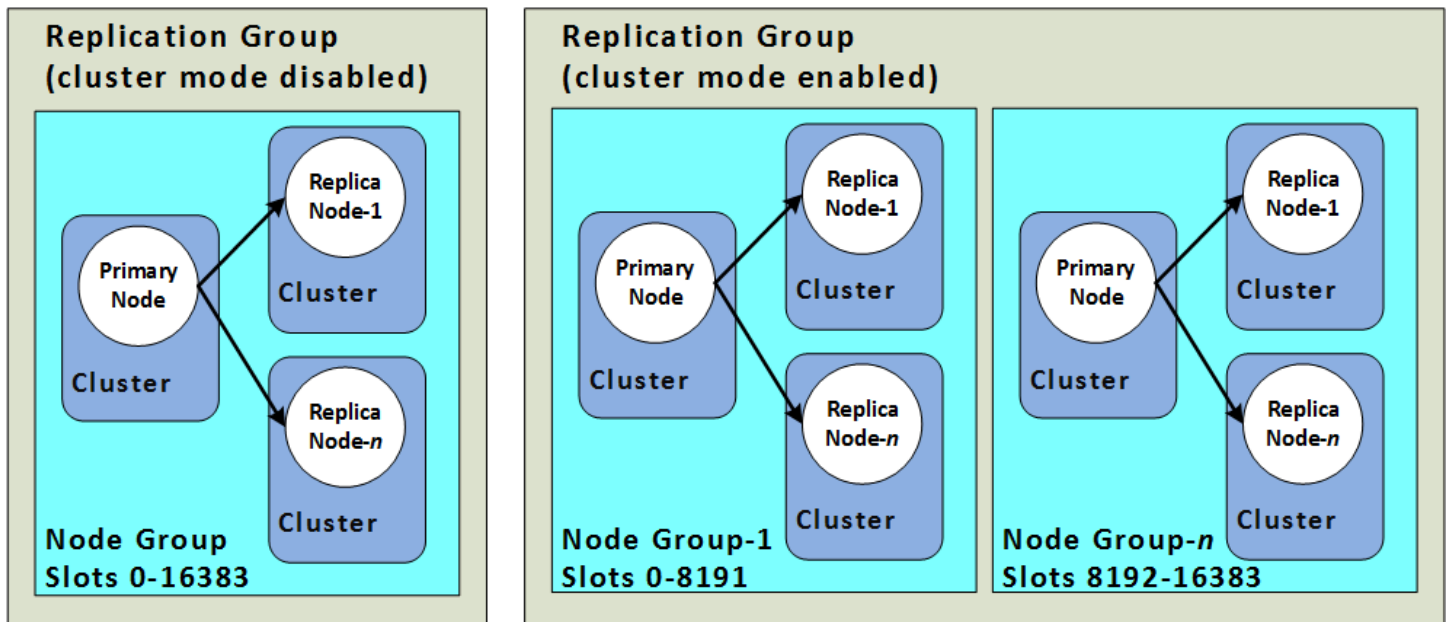 Replication Group
(cluster mode disabled)
Primary
Node
Cluster
Replica
Node-1
Cluster
Replica
Node-n
Cluster
Node Group
Slots 0-16383
Replication Group
(cluster mode enabled)
Primary
Node
Cluster
Replica
Node-1
Cluster
Replica
Node-n
Cluster
Node Group-1
Slots 0-8191
Primary
Node
Cluster
Replica
Node-1
Cluster
Replica
Node-n
Cluster
Node Group-n
Slots 8192-16383